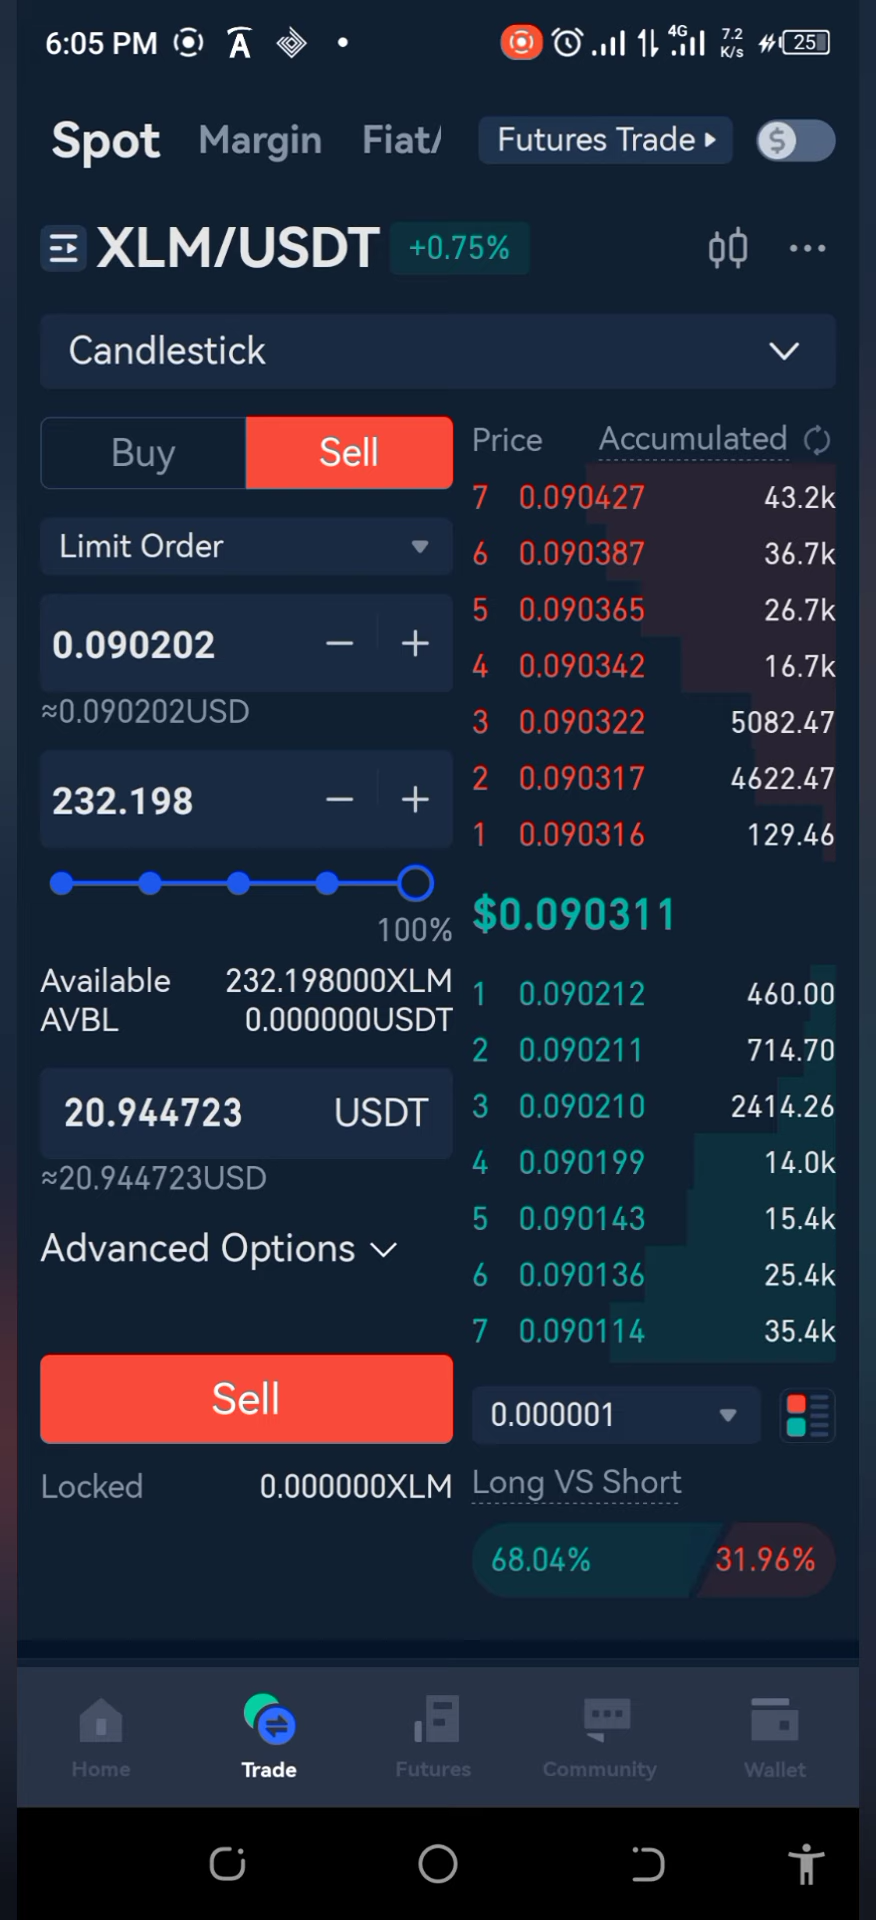 6:05 PM 4G 7.2 K/s 25
Spot Margin Fiat/ Futures Trade $
XLM/USDT +0.75%
Candlestick
Buy Sell
Limit Order
0.090202 − +
≈0.090202USD
232.198 − +
100%
Available 232.198000XLM
AVBL 0.000000USDT
20.944723 USDT
≈20.944723USD
Advanced Options
Sell
Locked 0.000000XLM
Price Accumulated
7 0.090427 43.2k
6 0.090387 36.7k
5 0.090365 26.7k
4 0.090342 16.7k
3 0.090322 5082.47
2 0.090317 4622.47
1 0.090316 129.46
$0.090311
1 0.090212 460.00
2 0.090211 714.70
3 0.090210 2414.26
4 0.090199 14.0k
5 0.090143 15.4k
6 0.090136 25.4k
7 0.090114 35.4k
0.000001
Long VS Short
68.04% 31.96%
Home Trade Futures Community Wallet